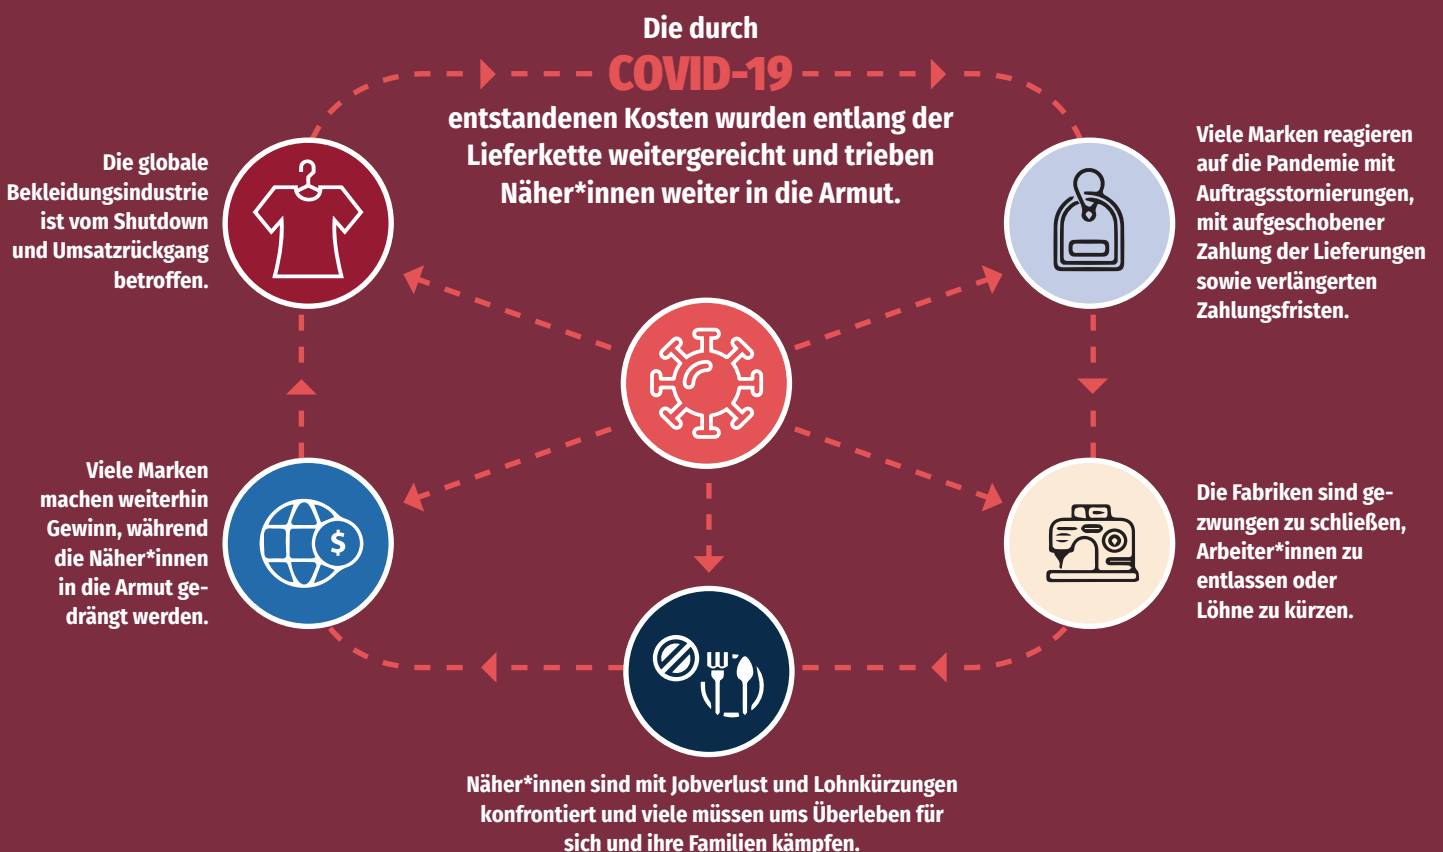 Die durch
COVID-19
entstandenen Kosten wurden entlang der
Lieferkette weitergereicht und trieben
Näher*innen weiter in die Armut.
Die globale
Bekleidungsindustrie
ist vom Shutdown
und Umsatzrückgang
betroffen.
Viele Marken reagieren
auf die Pandemie mit
Auftragsstornierungen,
mit aufgeschobener
Zahlung der Lieferungen
sowie verlängerten
Zahlungsfristen.
Die Fabriken sind ge-
zwungen zu schließen,
Arbeiter*innen zu
entlassen oder
Löhne zu kürzen.
Näher*innen sind mit Jobverlust und Lohnkürzungen
konfrontiert und viele müssen ums Überleben für
sich und ihre Familien kämpfen.
Viele Marken
machen weiterhin
Gewinn, während
die Näher*innen
in die Armut ge-
drängt werden.
$